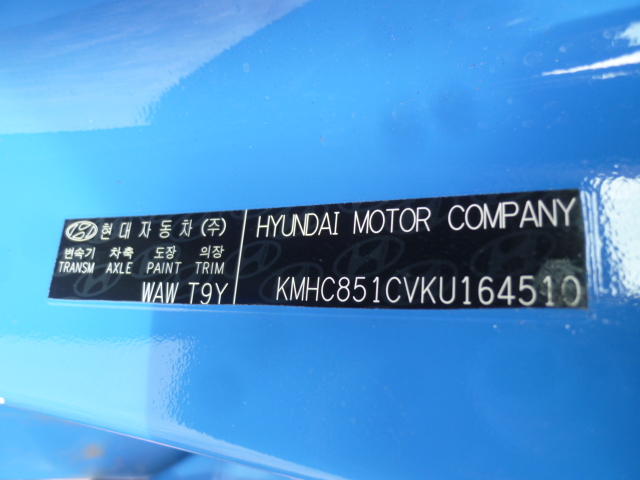 현대자동차(주)
변속기 차축 도장 의장
TRANSM AXLE PAINT TRIM
WAW T9Y
HYUNDAI MOTOR COMPANY
KMHC851CVKU164510